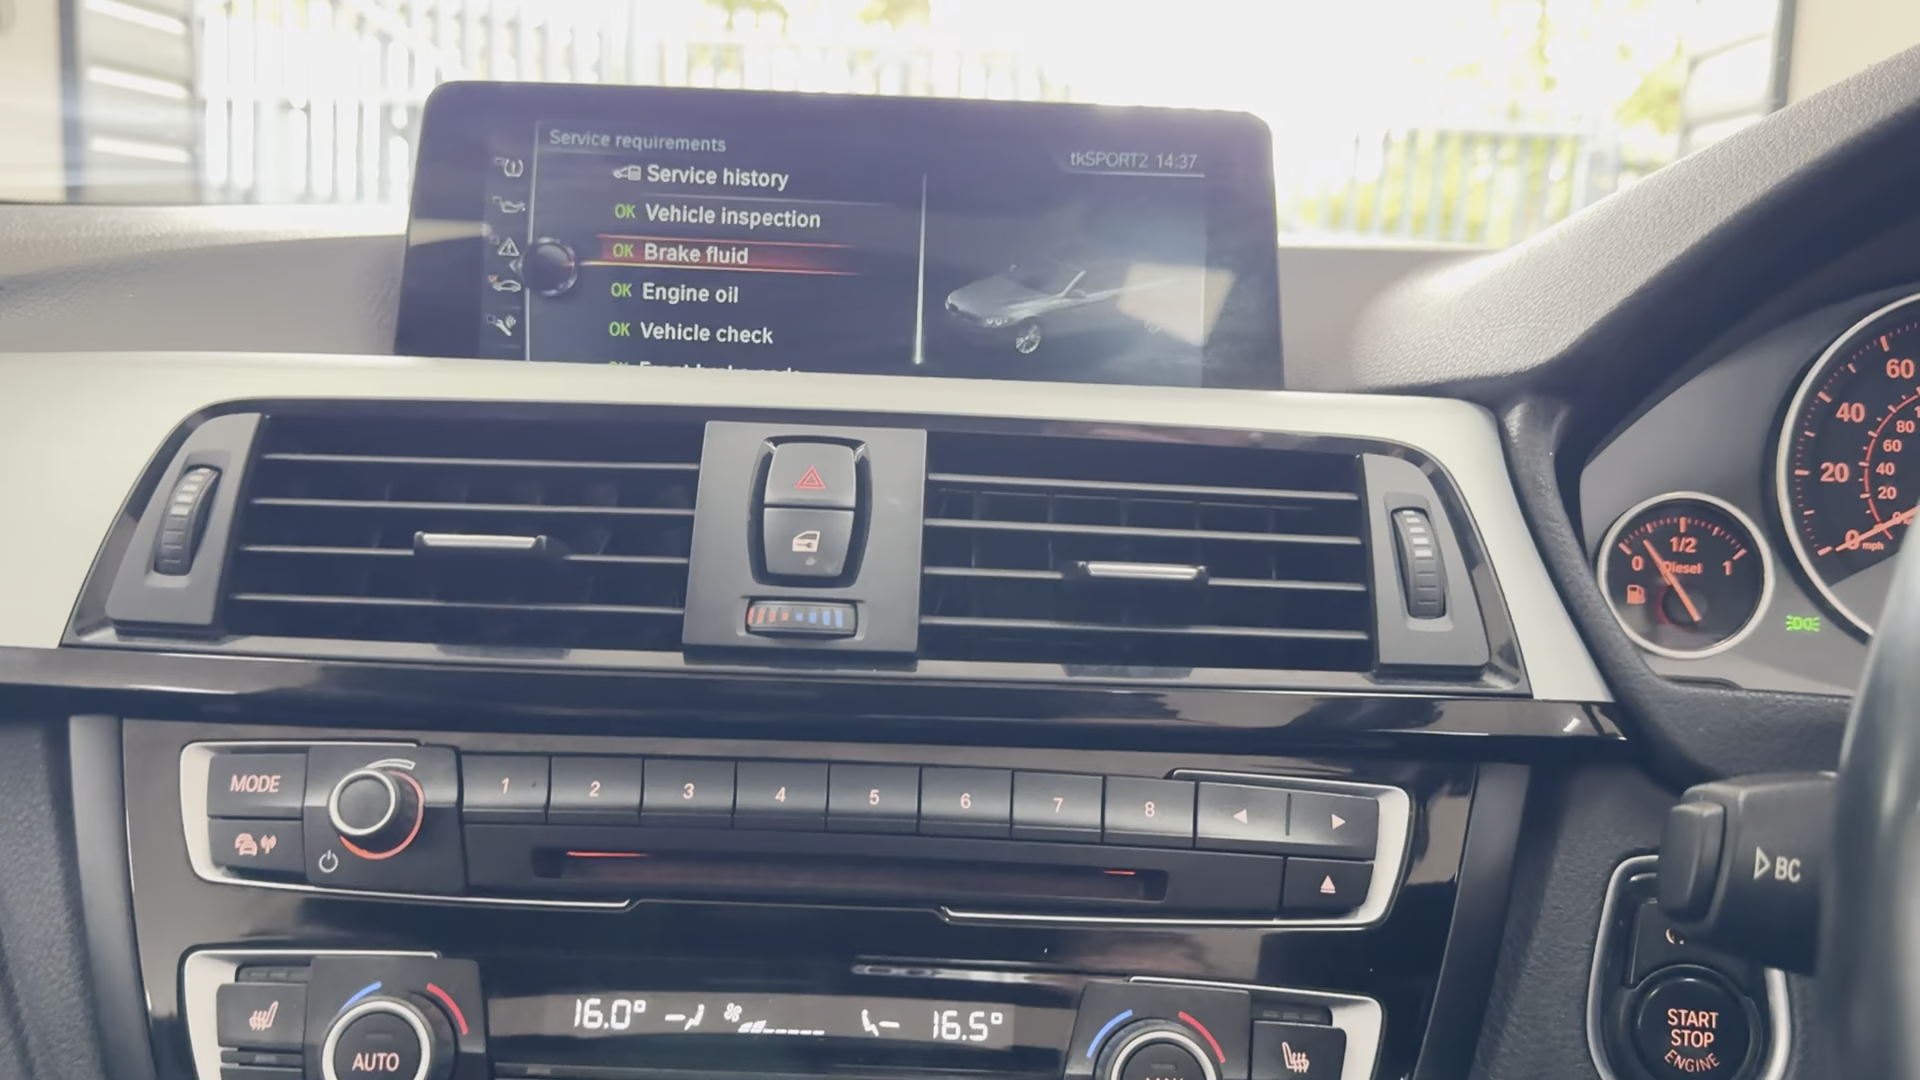 Service requirements
tkSPORT2 14:37
Service history
OK Vehicle inspection
OK Brake fluid
OK Engine oil
OK Vehicle check
60
40
20
0 mph
80
60
40
20
0 1/2 1
Diesel
MODE
1 2 3 4 5 6 7 8
BC
16.0° 16.5°
AUTO
START
STOP
ENGINE